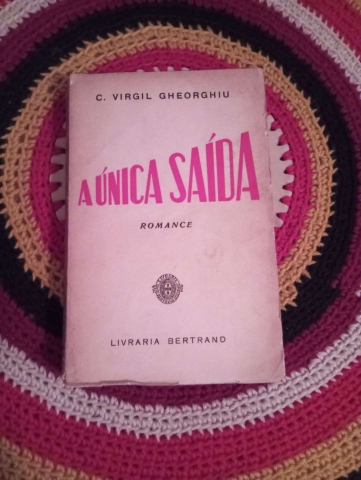 C. VIRGIL GHEORGHIU
A ÚNICA SAÍDA
ROMANCE
LIVRARIA BERTRAND